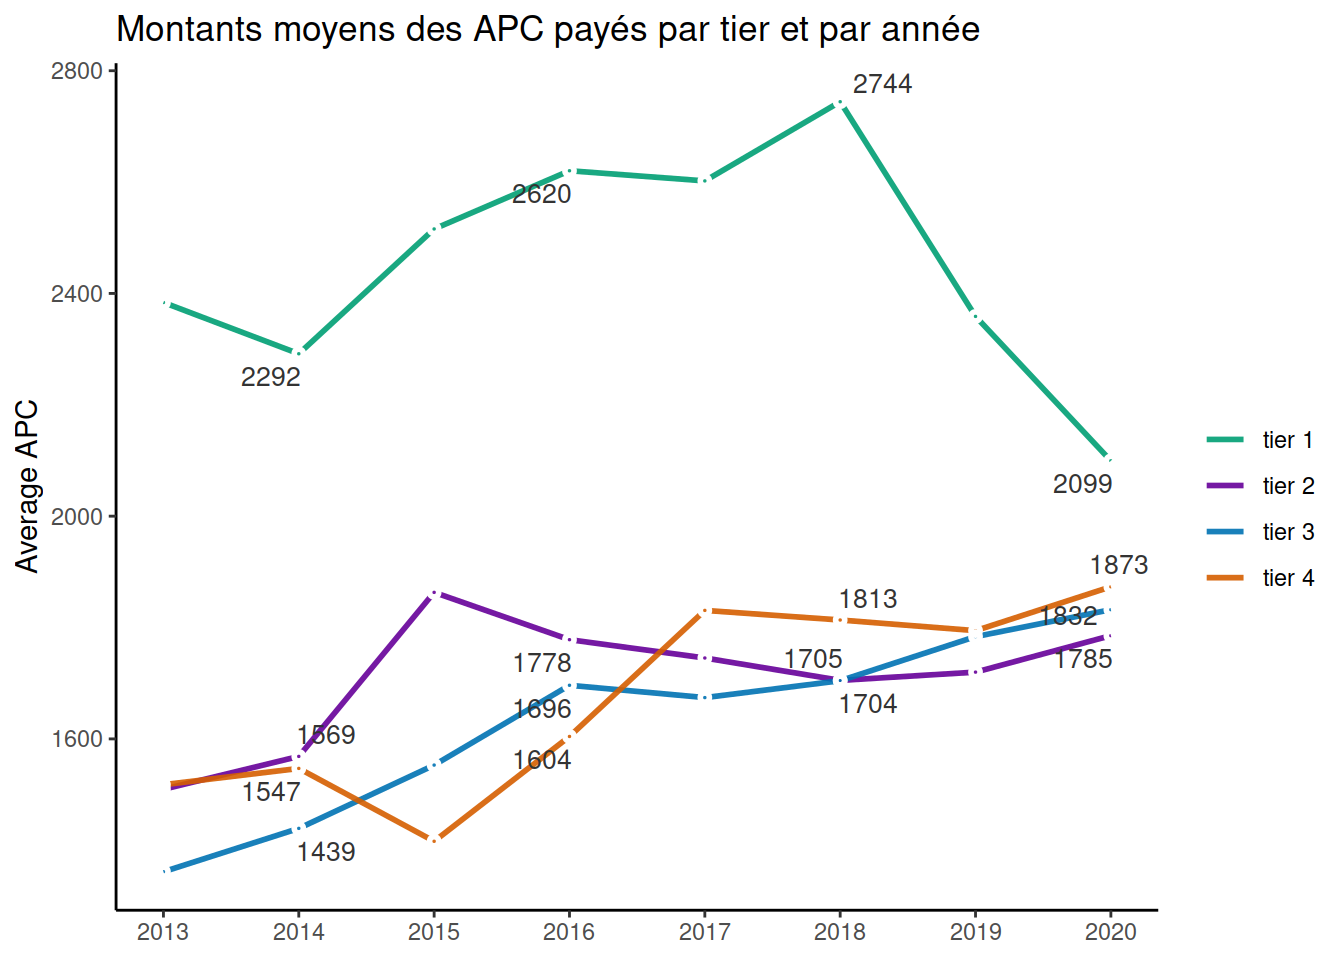 Montants moyens des APC payés par tier et par année
2800
2400
2000
1600
Average APC
2744
2620
2292
2099
1873
1813
1832
1778
1705
1785
1696
1704
1569
1604
1547
1439
2013 2014 2015 2016 2017 2018 2019 2020
tier 1
tier 2
tier 3
tier 4